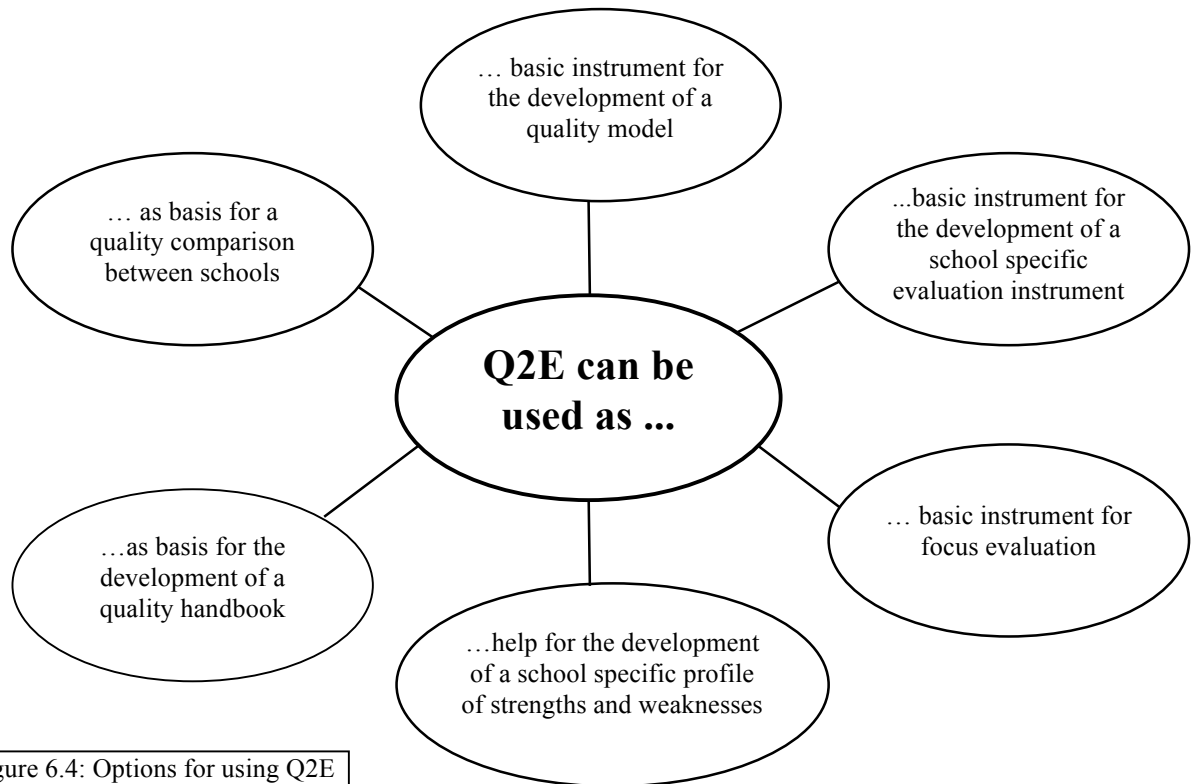 … basic instrument for
the development of a
quality model
… as basis for a
quality comparison
between schools
...basic instrument for
the development of a
school specific
evaluation instrument
Q2E can be
used as ...
… basic instrument for
focus evaluation
…as basis for the
development of a
quality handbook
…help for the development
of a school specific profile
of strengths and weaknesses
gure 6.4: Options for using Q2E